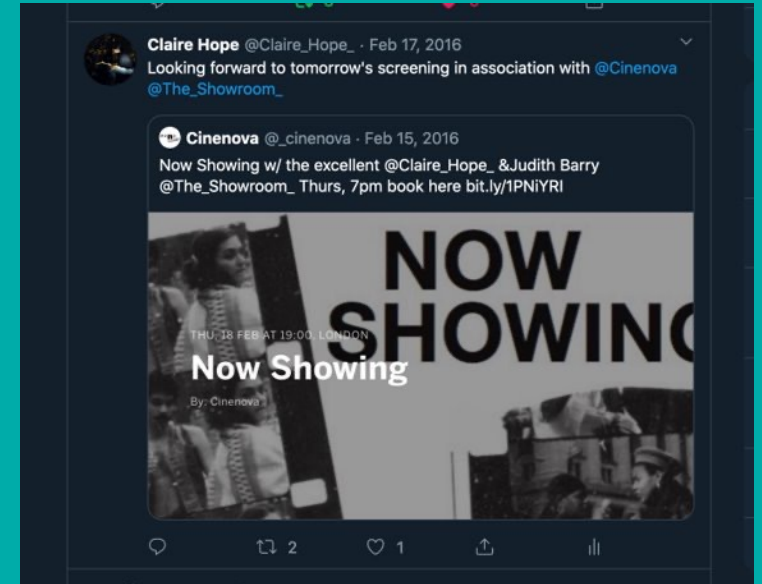 Claire Hope @Claire_Hope_ · Feb 17, 2016
Looking forward to tomorrow's screening in association with @Cinenova
@The_Showroom_
Cinenova @_cinenova · Feb 15, 2016
Now Showing w/ the excellent @Claire_Hope_ &Judith Barry
@The_Showroom_ Thurs, 7pm book here bit.ly/1PNiYRI
NOW
SHOWING
THU, 18 FEB AT 19:00, LONDON
Now Showing
By: Cinenova
2 1